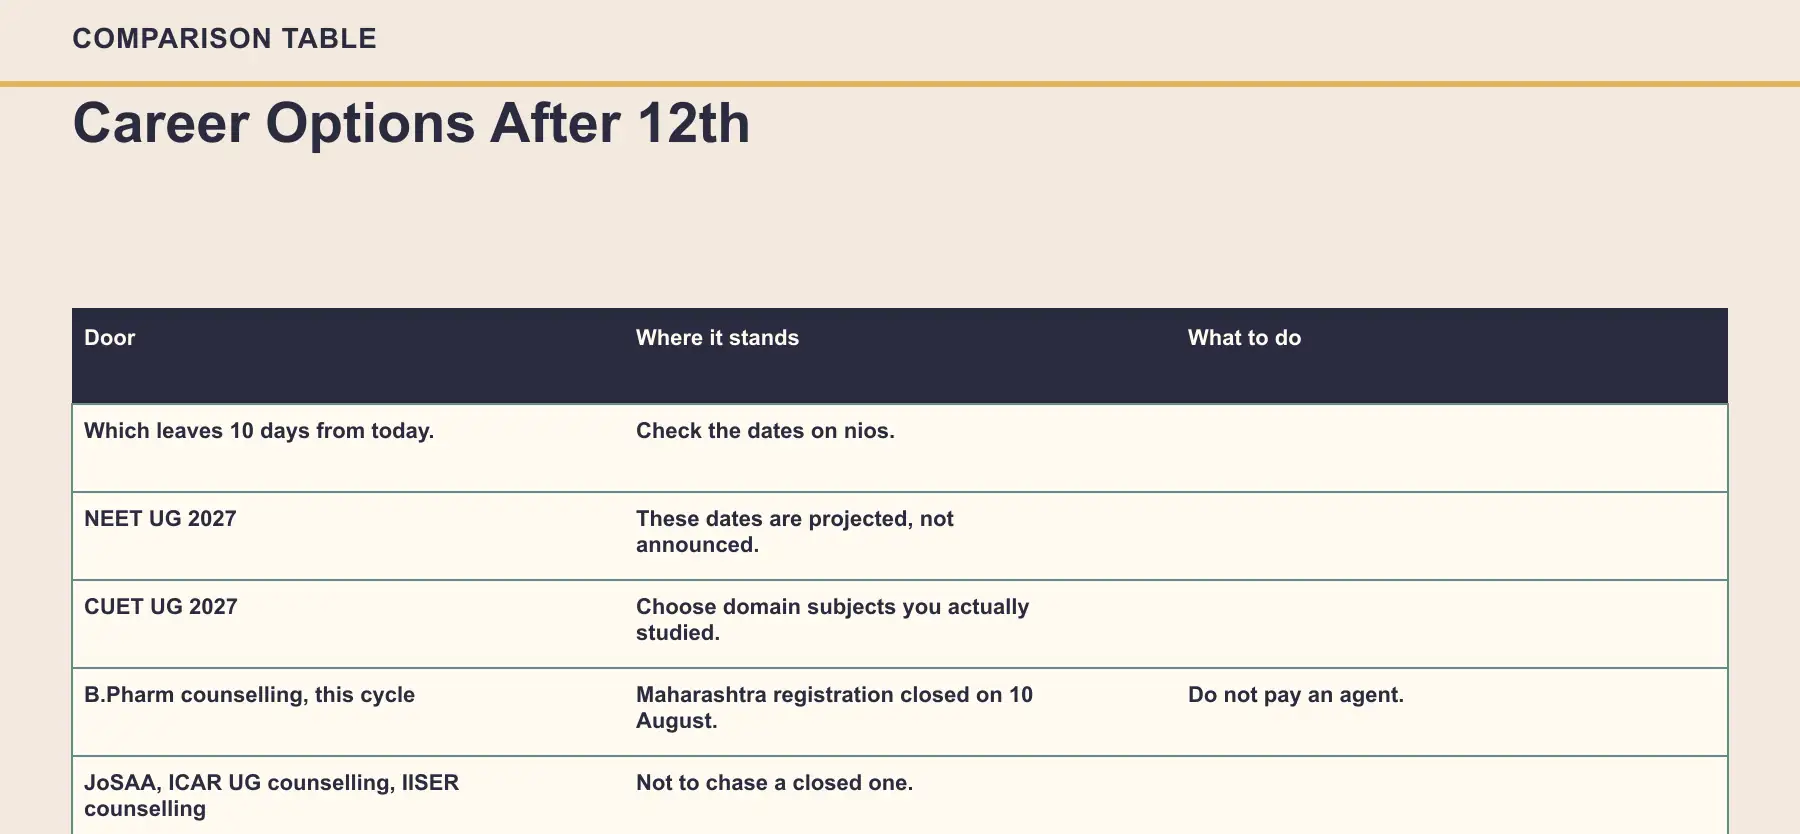 COMPARISON TABLE
Career Options After 12th
Door
Where it stands
What to do
Which leaves 10 days from today.
Check the dates on nios.
NEET UG 2027
These dates are projected, not
announced.
CUET UG 2027
Choose domain subjects you actually
studied.
B.Pharm counselling, this cycle
Maharashtra registration closed on 10
August.
Do not pay an agent.
JoSAA, ICAR UG counselling, IISER
counselling
Not to chase a closed one.